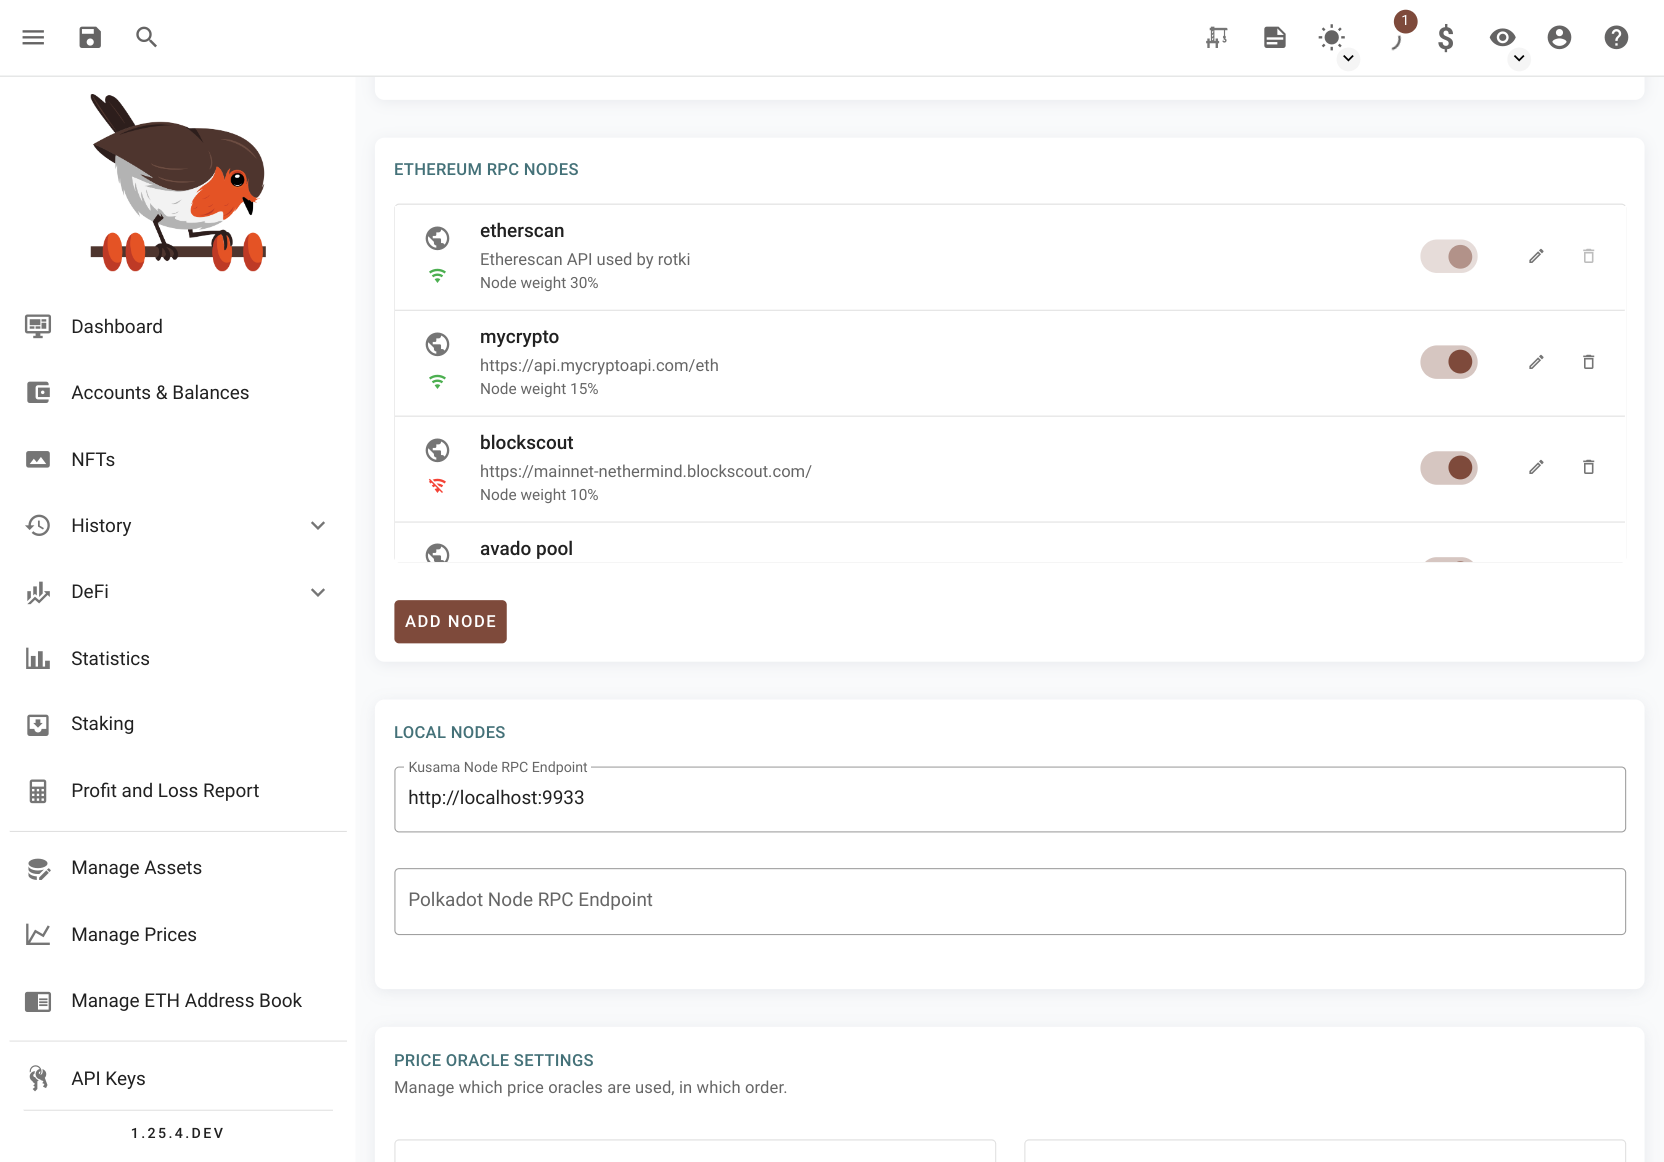 1
Dashboard
Accounts & Balances
NFTs
History
DeFi
Statistics
Staking
Profit and Loss Report
Manage Assets
Manage Prices
Manage ETH Address Book
API Keys
1.25.4.DEV
ETHEREUM RPC NODES
etherscan
Etherescan API used by rotki
Node weight 30%
mycrypto
https://api.mycryptoapi.com/eth
Node weight 15%
blockscout
https://mainnet-nethermind.blockscout.com/
Node weight 10%
avado pool
ADD NODE
LOCAL NODES
Kusama Node RPC Endpoint
http://localhost:9933
Polkadot Node RPC Endpoint
PRICE ORACLE SETTINGS
Manage which price oracles are used, in which order.